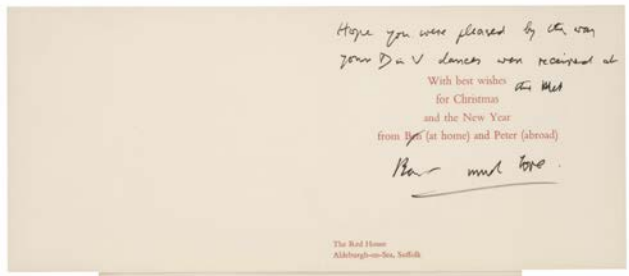 Hope you were pleased by the way
your D in V dances were received at
the Met
With best wishes
for Christmas
and the New Year
from Ben (at home) and Peter (abroad)
Ben much love.
The Red House
Aldeburgh-on-Sea, Suffolk